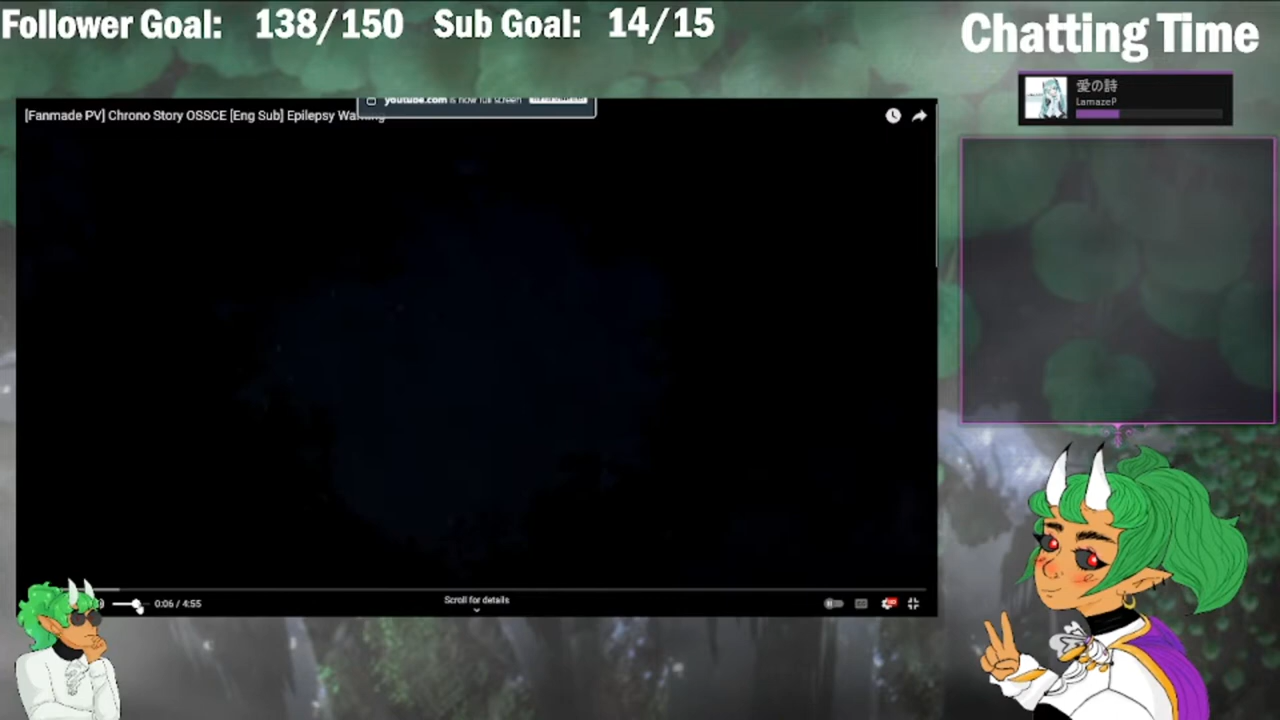 Follower Goal: 138/150 Sub Goal: 14/15
Chatting Time
愛の詩
LamazeP
youtube.com is now full screen
[Fanmade PV] Chrono Story OSSCE [Eng Sub] Epilepsy Warning
0:06 / 4:55
Scroll for details